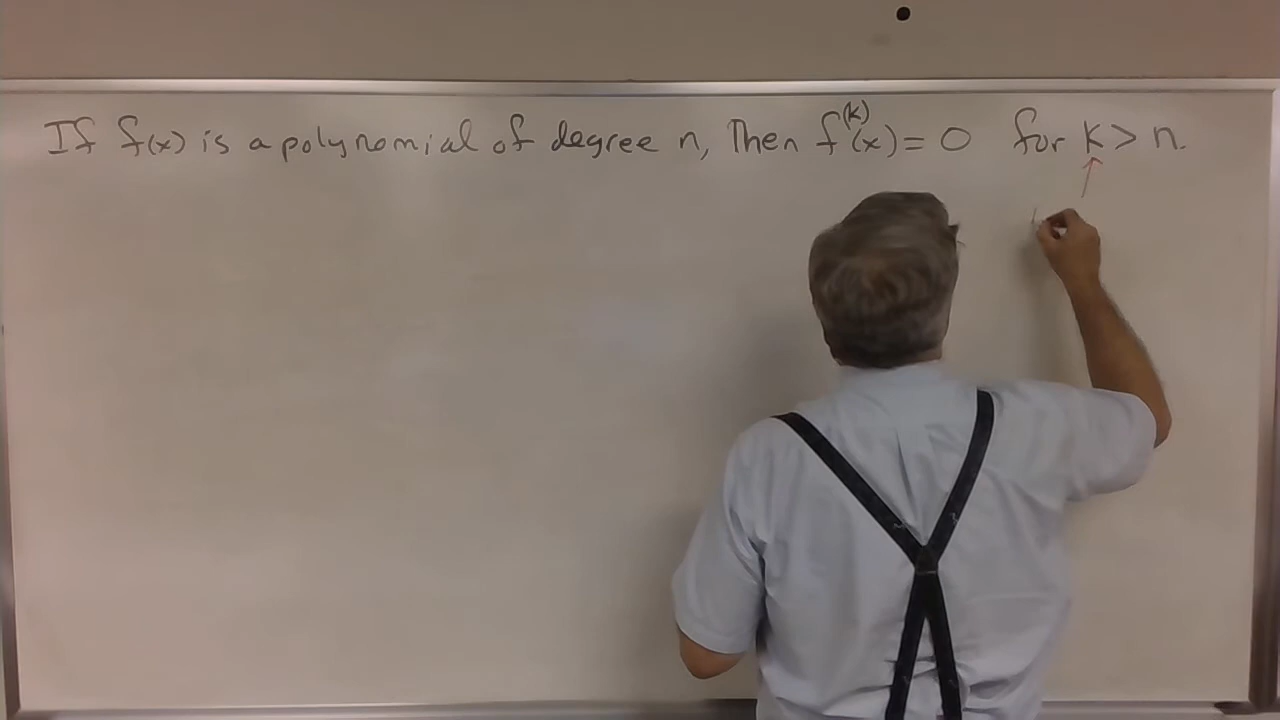 If f(x) is a polynomial of degree n, Then f^(k)(x) = 0 for k > n.